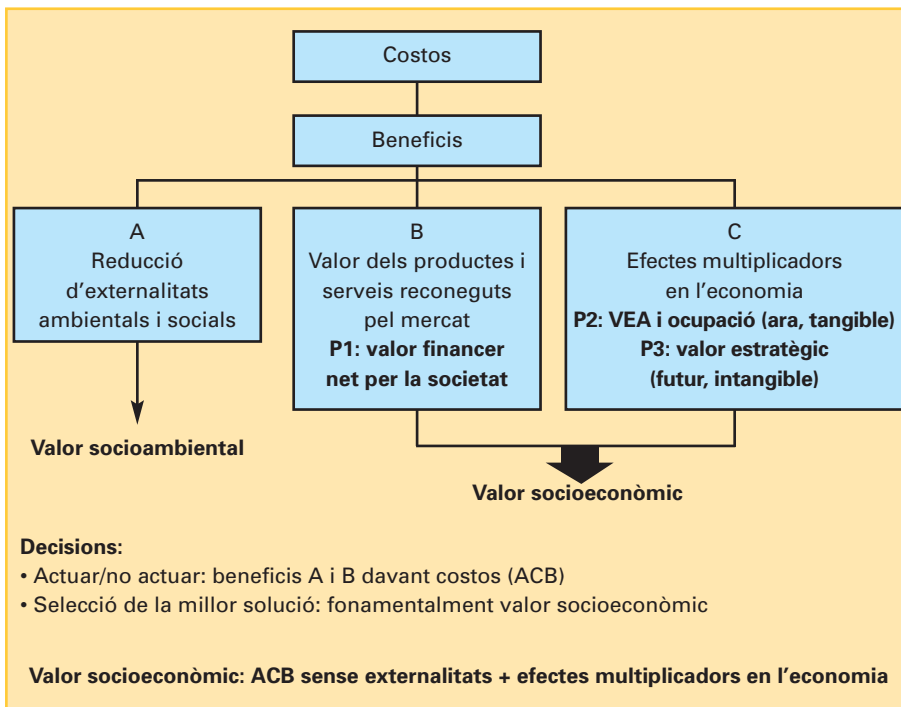 Costos
Beneficis
A
Reducció
d’externalitats
ambientals i socials
B
Valor dels productes i
serveis reconeguts
pel mercat
P1: valor financer
net per la societat
C
Efectes multiplicadors
en l’economia
P2: VEA i ocupació (ara, tangible)
P3: valor estratègic
(futur, intangible)
Valor socioambiental
Valor socioeconòmic
Decisions:
• Actuar/no actuar: beneficis A i B davant costos (ACB)
• Selecció de la millor solució: fonamentalment valor socioeconòmic
Valor socioeconòmic: ACB sense externalitats + efectes multiplicadors en l’economia